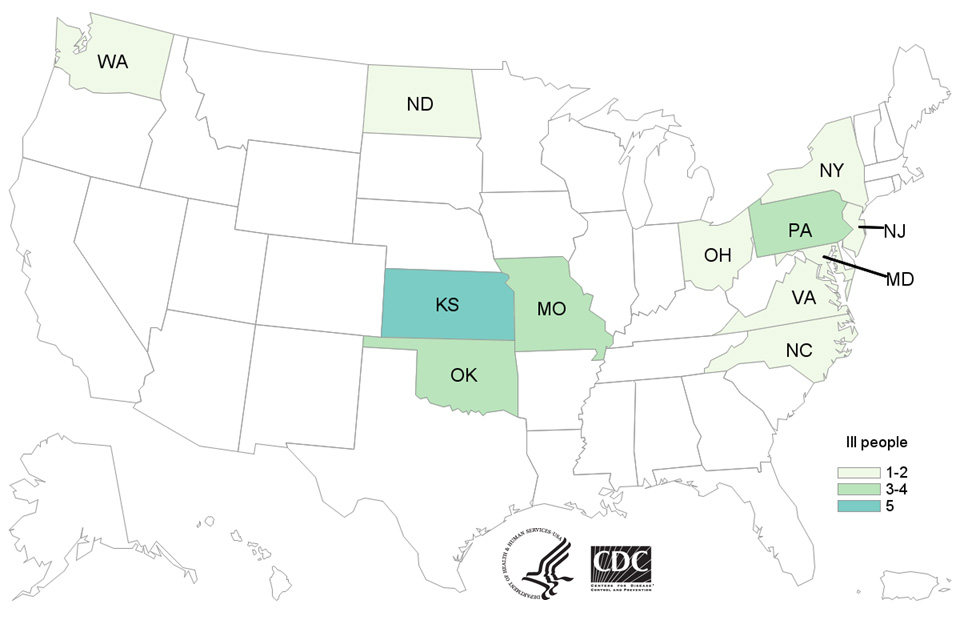 WA
ND
NY
PA
NJ
OH
MD
KS
MO
VA
NC
OK
Ill people
1-2
3-4
5
DEPARTMENT OF HEALTH & HUMAN SERVICES·USA
CDC
CENTERS FOR DISEASE
CONTROL AND PREVENTION